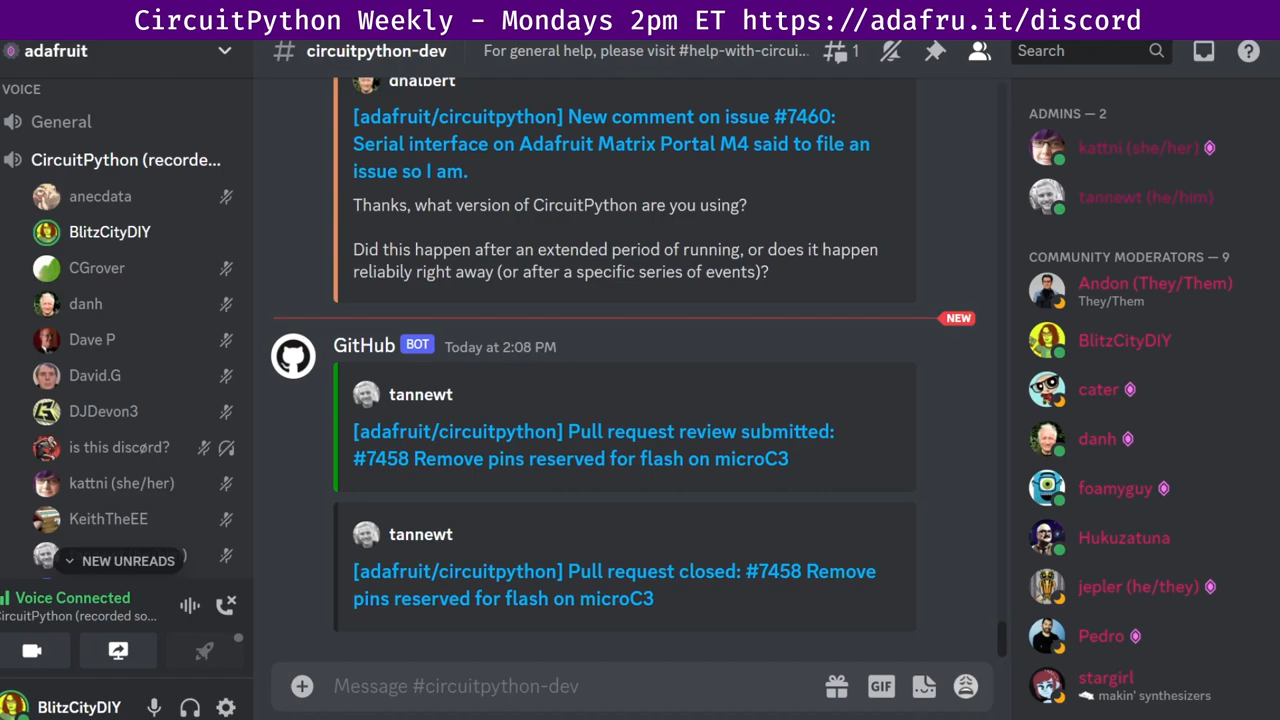 CircuitPython Weekly - Mondays 2pm ET https://adafru.it/discord
adafruit
VOICE
General
CircuitPython (recorde...
anecdata
BlitzCityDIY
CGrover
danh
Dave P
David.G
DJDevon3
is this discørd?
kattni (she/her)
KeithTheEE
)
NEW UNREADS
Voice Connected
CircuitPython (recorded so...
BlitzCityDIY
# circuitpython-dev
For general help, please visit #help-with-circui...
1
Search
dhalbert
[adafruit/circuitpython] New comment on issue #7460:
Serial interface on Adafruit Matrix Portal M4 said to file an
issue so I am.
Thanks, what version of CircuitPython are you using?
Did this happen after an extended period of running, or does it happen
reliabily right away (or after a specific series of events)?
NEW
GitHub BOT Today at 2:08 PM
tannewt
[adafruit/circuitpython] Pull request review submitted:
#7458 Remove pins reserved for flash on microC3
tannewt
[adafruit/circuitpython] Pull request closed: #7458 Remove
pins reserved for flash on microC3
Message #circuitpython-dev
GIF
ADMINS — 2
kattni (she/her)
tannewt (he/him)
COMMUNITY MODERATORS — 9
Andon (They/Them)
They/Them
BlitzCityDIY
cater
danh
foamyguy
Hukuzatuna
jepler (he/they)
Pedro
stargirl
makin' synthesizers